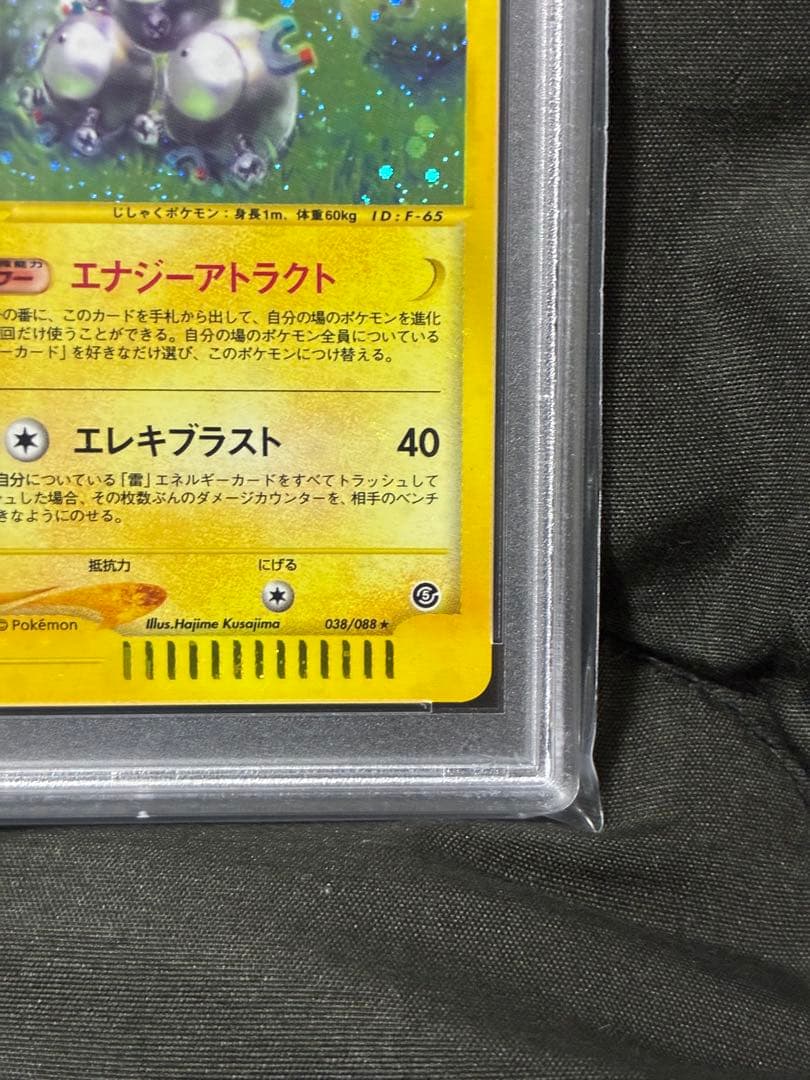 じしゃくポケモン：身長1m、体重60kg ID:F-65
エナジーアトラクト
の番に、このカードを手札から出して、自分の場のポケモンを進化
回だけ使うことができる。自分の場のポケモン全員についている
ーカード」を好きなだけ選び、このポケモンにつけ替える。
エレキブラスト 40
自分についている「雷」エネルギーカードをすべてトラッシュして
ュした場合、その枚数ぶんのダメージカウンターを、相手のベンチ
きなようにのせる。
抵抗力 にげる
5
© Pokémon Illus.Hajime Kusajima 038/088★